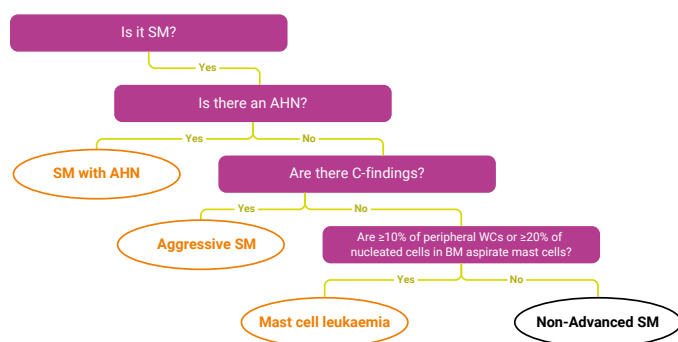 Is it SM?
Yes
Is there an AHN?
Yes
No
SM with AHN
Are there C-findings?
Yes
No
Aggressive SM
Are ≥10% of peripheral WCs or ≥20% of
nucleated cells in BM aspirate mast cells?
Yes
No
Mast cell leukaemia
Non-Advanced SM